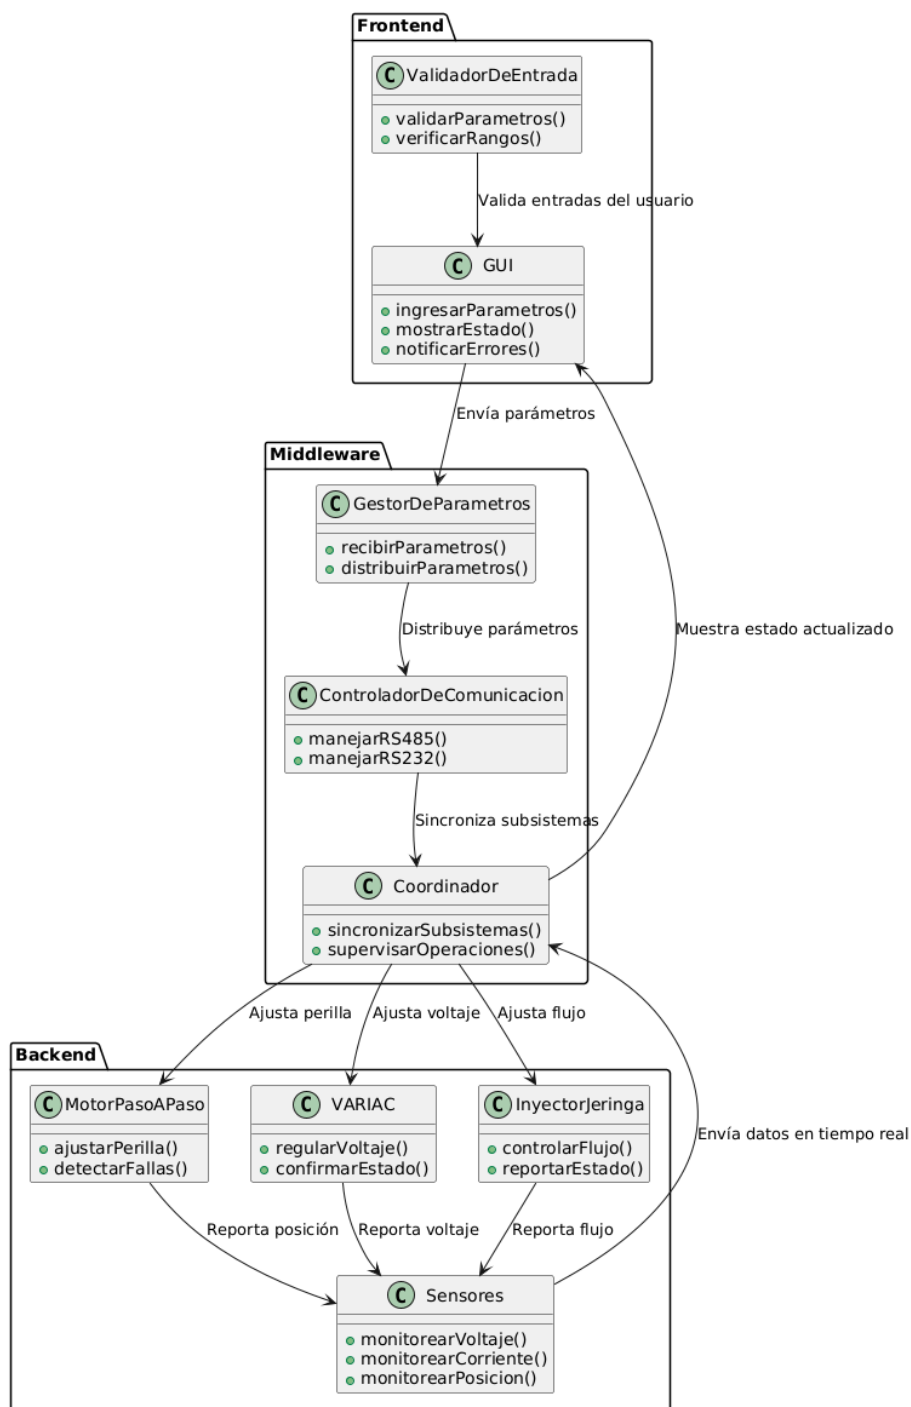 Frontend
C ValidadorDeEntrada
validarParametros()
verificarRangos()
Valida entradas del usuario
C GUI
ingresarParametros()
mostrarEstado()
notificarErrores()
Envía parámetros
Middleware
C GestorDeParametros
recibirParametros()
distribuirParametros()
Distribuye parámetros
Muestra estado actualizado
C ControladorDeComunicacion
manejarRS485()
manejarRS232()
Sincroniza subsistemas
C Coordinador
sincronizarSubsistemas()
supervisarOperaciones()
Ajusta perilla
Ajusta voltaje
Ajusta flujo
Backend
C MotorPasoAPaso
ajustarPerilla()
detectarFallas()
C VARIAC
regularVoltaje()
confirmarEstado()
C InyectorJeringa
controlarFlujo()
reportarEstado()
Envía datos en tiempo real
Reporta posición
Reporta voltaje
Reporta flujo
C Sensores
monitorearVoltaje()
monitorearCorriente()
monitorearPosicion()